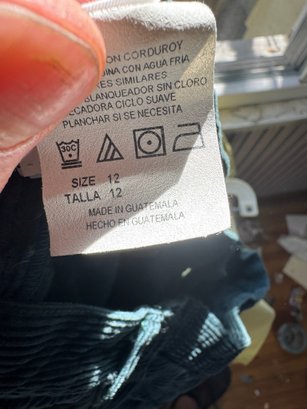 ON CORDUROY
INA CON AGUA FRIA
RES SIMILARES
BLANQUEADOR SIN CLORO
ECADORA CICLO SUAVE
PLANCHAR SI SE NECESITA
30C
SIZE 12
TALLA 12
MADE IN GUATEMALA
HECHO EN GUATEMALA